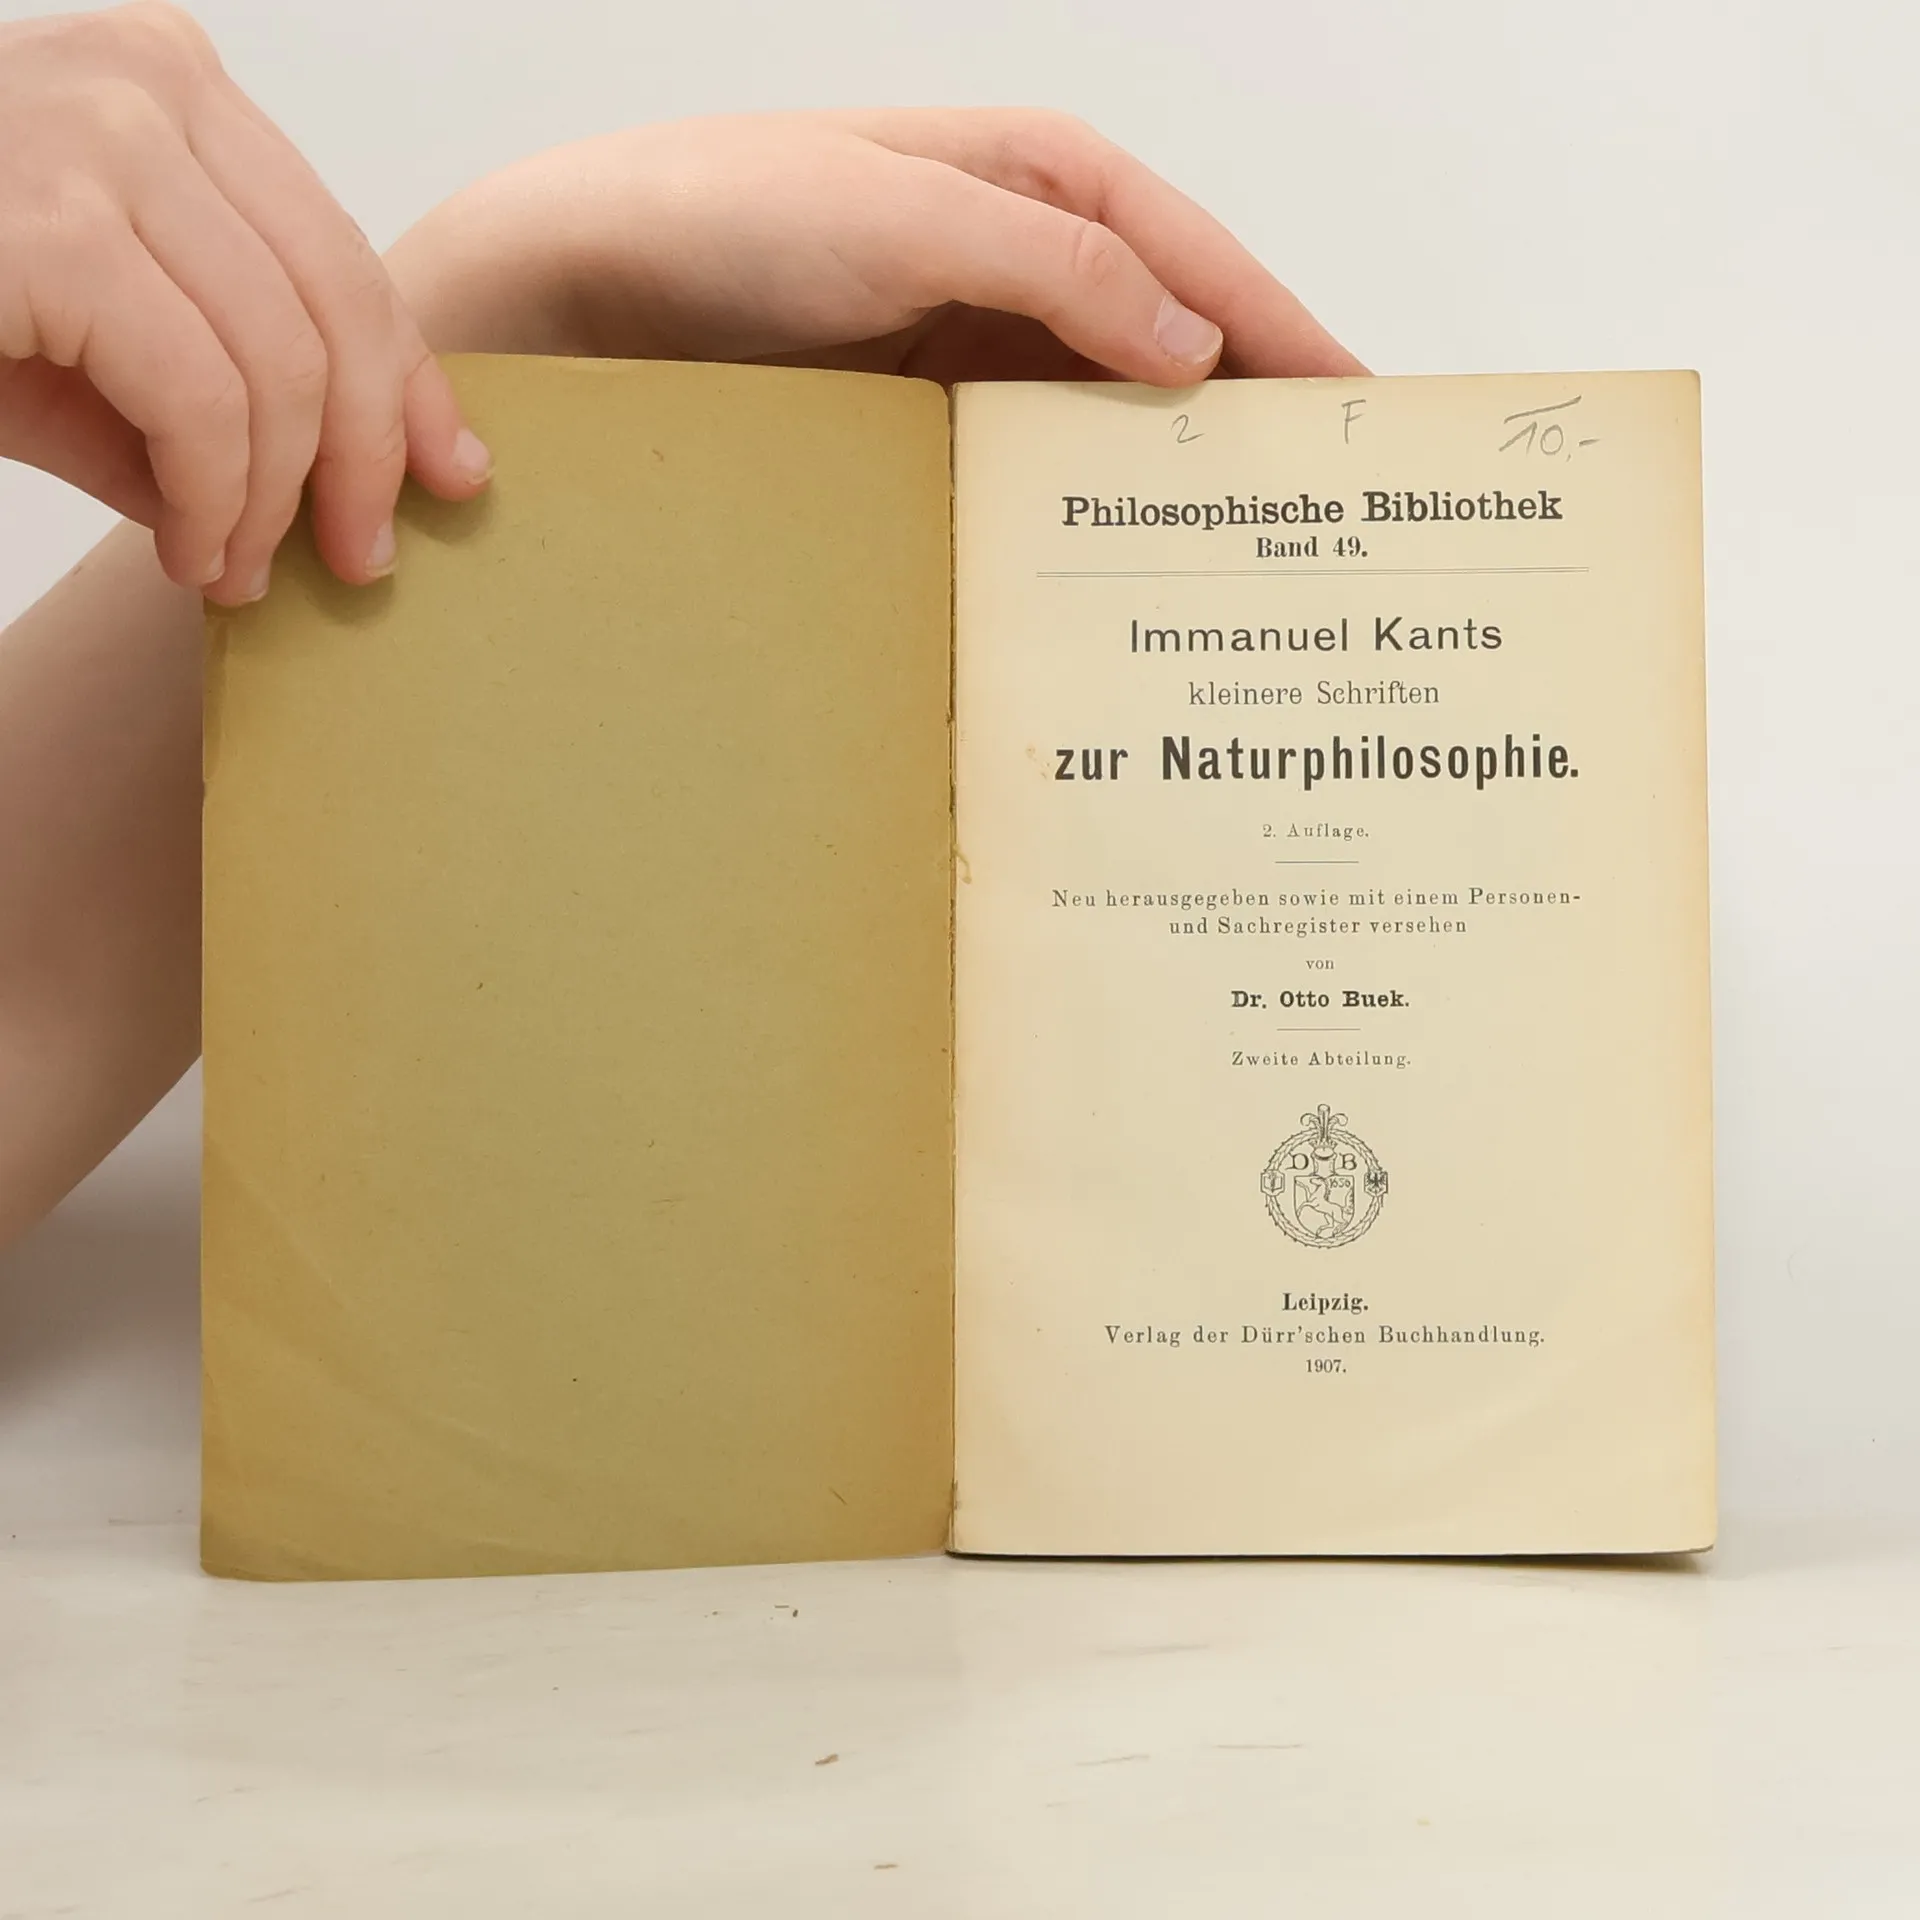 2 F 10,-
Philosophische Bibliothek
Band 49.
Immanuel Kants
kleinere Schriften
zur Naturphilosophie.
2. Auflage.
Neu herausgegeben sowie mit einem Personen-
und Sachregister versehen
von
Dr. Otto Buek.
Zweite Abteilung.
D B
1656
Leipzig.
Verlag der Dürr'schen Buchhandlung.
1907.